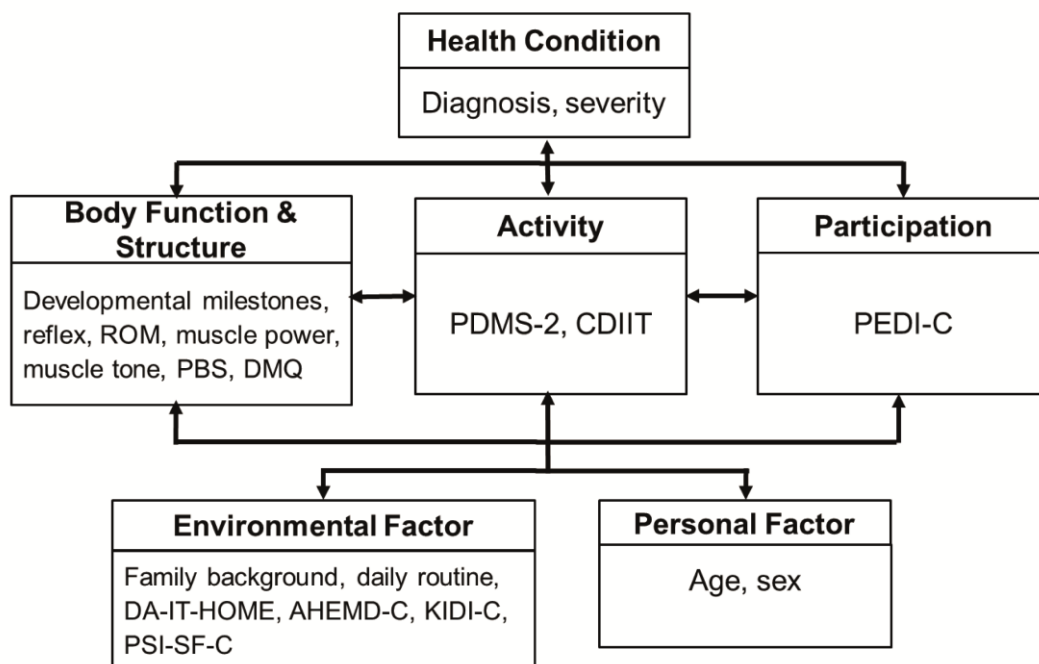 Health Condition
Diagnosis, severity
Body Function &
Structure
Developmental milestones,
reflex, ROM, muscle power,
muscle tone, PBS, DMQ
Activity
PDMS-2, CDIIT
Participation
PEDI-C
Environmental Factor
Family background, daily routine,
DA-IT-HOME, AHEMD-C, KIDI-C,
PSI-SF-C
Personal Factor
Age, sex